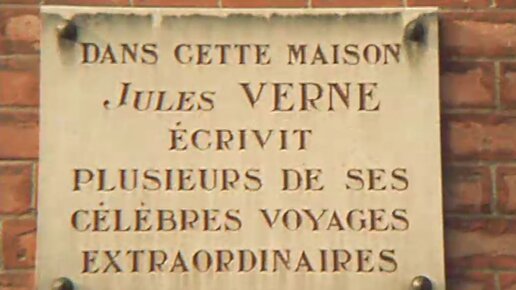 DANS CETTE MAISON
JULES VERNE
ÉCRIVIT
PLUSIEURS DE SES
CÉLÈBRES VOYAGES
EXTRAORDINAIRES